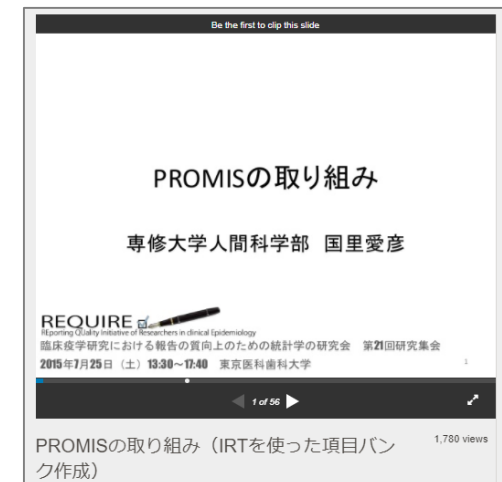 Be the first to clip this slide
PROMISの取り組み
専修大学人間科学部 国里愛彦
REQUIRE
REporting QUality Initiative of Researchers in clinical Epidemiology
臨床疫学研究における報告の質向上のための統計学の研究会 第21回研究集会
2015年7月25日（土）13:30～17:40 東京医科歯科大学
1
1 of 56
PROMISの取り組み（IRTを使った項目バン
ク作成）
1,780 views